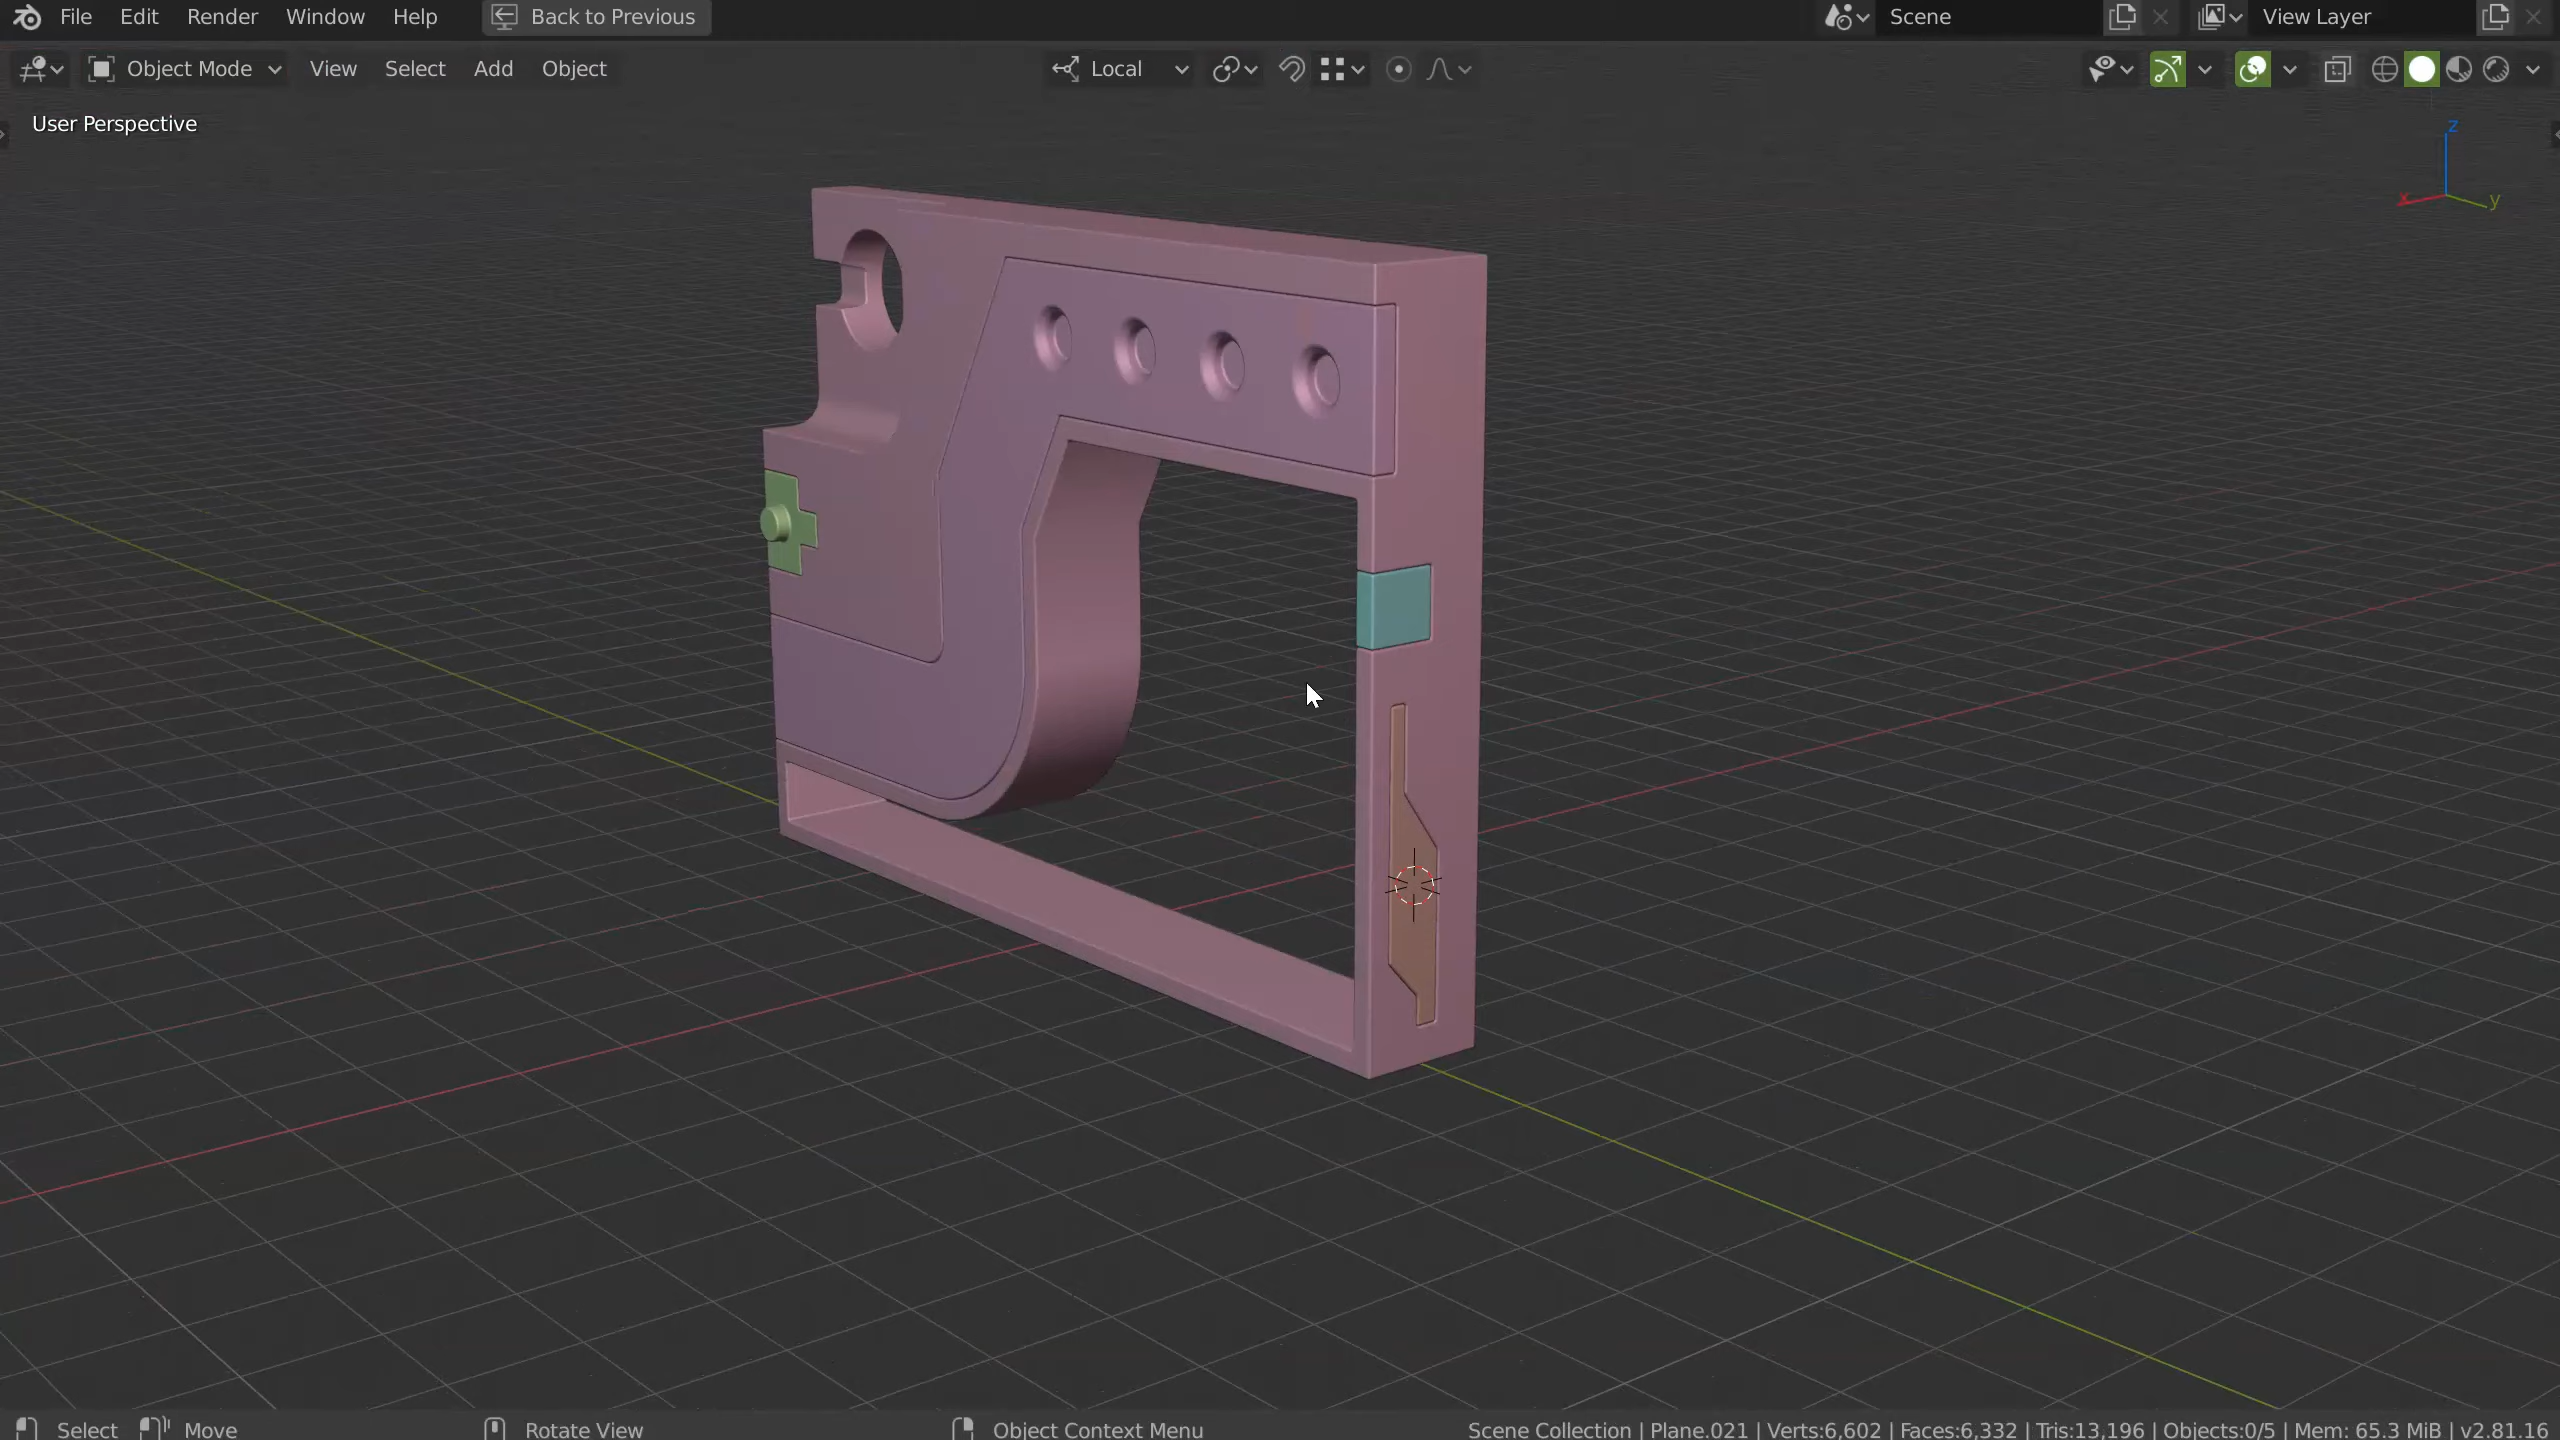 File Edit Render Window Help Back to Previous Scene View Layer
Object Mode View Select Add Object Local
User Perspective
z
x y
Select Move Rotate View Object Context Menu Scene Collection | Plane.021 | Verts:6,602 | Faces:6,332 | Tris:13,196 | Objects:0/5 | Mem: 65.3 MiB | v2.81.16